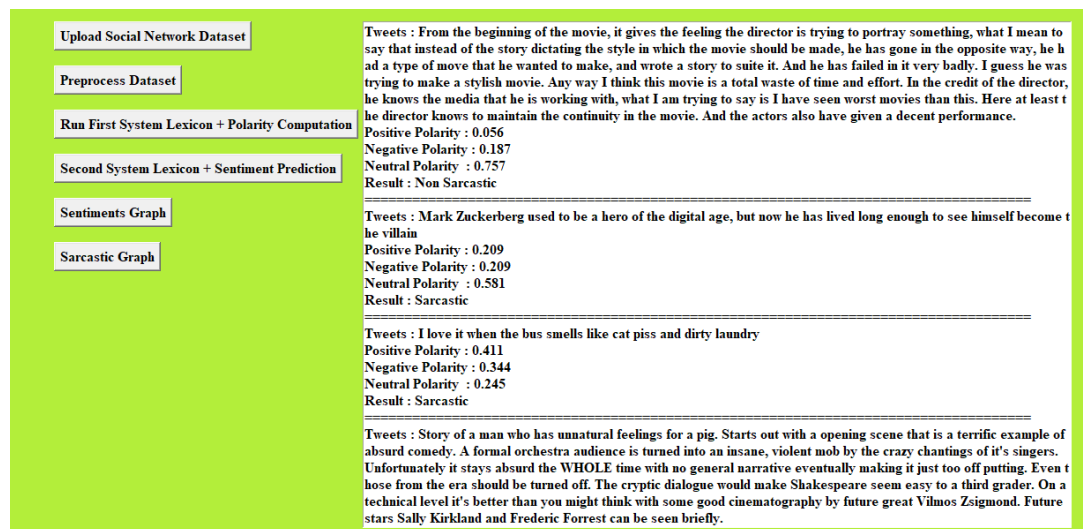 Upload Social Network Dataset
Preprocess Dataset
Run First System Lexicon + Polarity Computation
Second System Lexicon + Sentiment Prediction
Sentiments Graph
Sarcastic Graph
Tweets : From the beginning of the movie, it gives the feeling the director is trying to portray something, what I mean to
say that instead of the story dictating the style in which the movie should be made, he has gone in the opposite way, he h
ad a type of move that he wanted to make, and wrote a story to suite it. And he has failed in it very badly. I guess he was
trying to make a stylish movie. Any way I think this movie is a total waste of time and effort. In the credit of the director,
he knows the media that he is working with, what I am trying to say is I have seen worst movies than this. Here at least t
he director knows to maintain the continuity in the movie. And the actors also have given a decent performance.
Positive Polarity : 0.056
Negative Polarity : 0.187
Neutral Polarity  : 0.757
Result : Non Sarcastic
====================================================================================
Tweets : Mark Zuckerberg used to be a hero of the digital age, but now he has lived long enough to see himself become t
he villain
Positive Polarity : 0.209
Negative Polarity : 0.209
Neutral Polarity  : 0.581
Result : Sarcastic
====================================================================================
Tweets : I love it when the bus smells like cat piss and dirty laundry
Positive Polarity : 0.411
Negative Polarity : 0.344
Neutral Polarity  : 0.245
Result : Sarcastic
====================================================================================
Tweets : Story of a man who has unnatural feelings for a pig. Starts out with a opening scene that is a terrific example of
absurd comedy. A formal orchestra audience is turned into an insane, violent mob by the crazy chantings of it's singers.
Unfortunately it stays absurd the WHOLE time with no general narrative eventually making it just too off putting. Even t
hose from the era should be turned off. The cryptic dialogue would make Shakespeare seem easy to a third grader. On a
technical level it's better than you might think with some good cinematography by future great Vilmos Zsigmond. Future
stars Sally Kirkland and Frederic Forrest can be seen briefly.